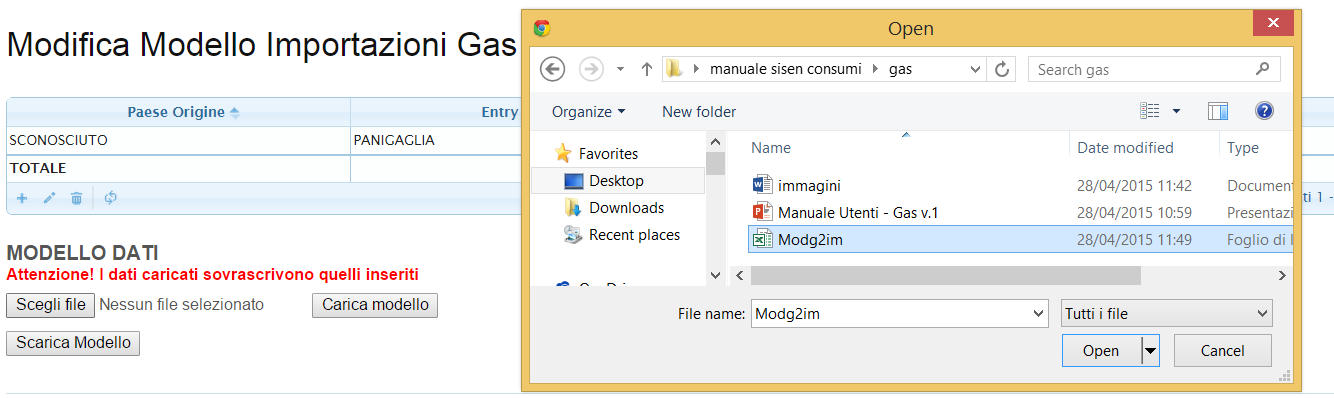 Modifica Modello Importazioni Gas
Paese Origine Entry
SCONOSCIUTO PANIGAGLIA
TOTALE
ti 1 -
MODELLO DATI
Attenzione! I dati caricati sovrascrivono quelli inseriti
Scegli file Nessun file selezionato Carica modello
Scarica Modello
Open
manuale sisen consumi gas
Search gas
Organize New folder
Favorites
Desktop
Downloads
Recent places
Name Date modified Type
immagini 28/04/2015 11:42 Document
Manuale Utenti - Gas v.1 28/04/2015 10:59 Presentazi
Modg2im 28/04/2015 11:49 Foglio di
File name: Modg2im Tutti i file
Open Cancel